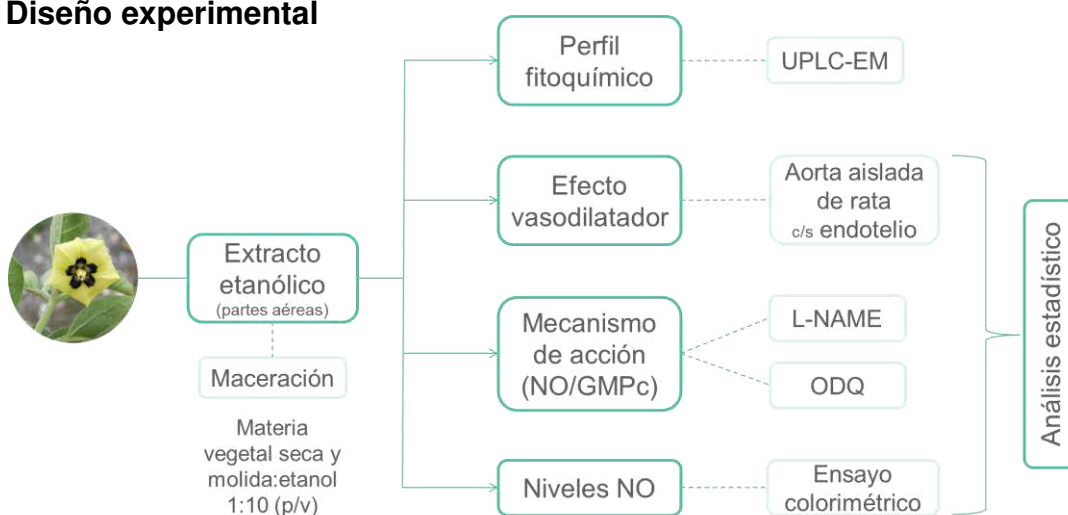 Diseño experimental
Extracto
etanólico
(partes aéreas)
Maceración
Materia
vegetal seca y
molida:etanol
1:10 (p/v)
Perfil
fitoquímico
UPLC-EM
Efecto
vasodilatador
Aorta aislada
de rata
c/s endotelio
Mecanismo
de acción
(NO/GMPc)
L-NAME
ODQ
Niveles NO
Ensayo
colorimétrico
Análisis estadístico